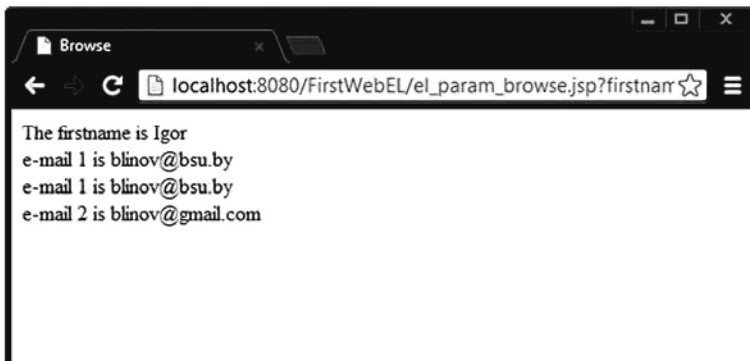 Browse
localhost:8080/FirstWebEL/el_param_browse.jsp?firstnam
The firstname is Igor
e-mail 1 is blinov@bsu.by
e-mail 1 is blinov@bsu.by
e-mail 2 is blinov@gmail.com